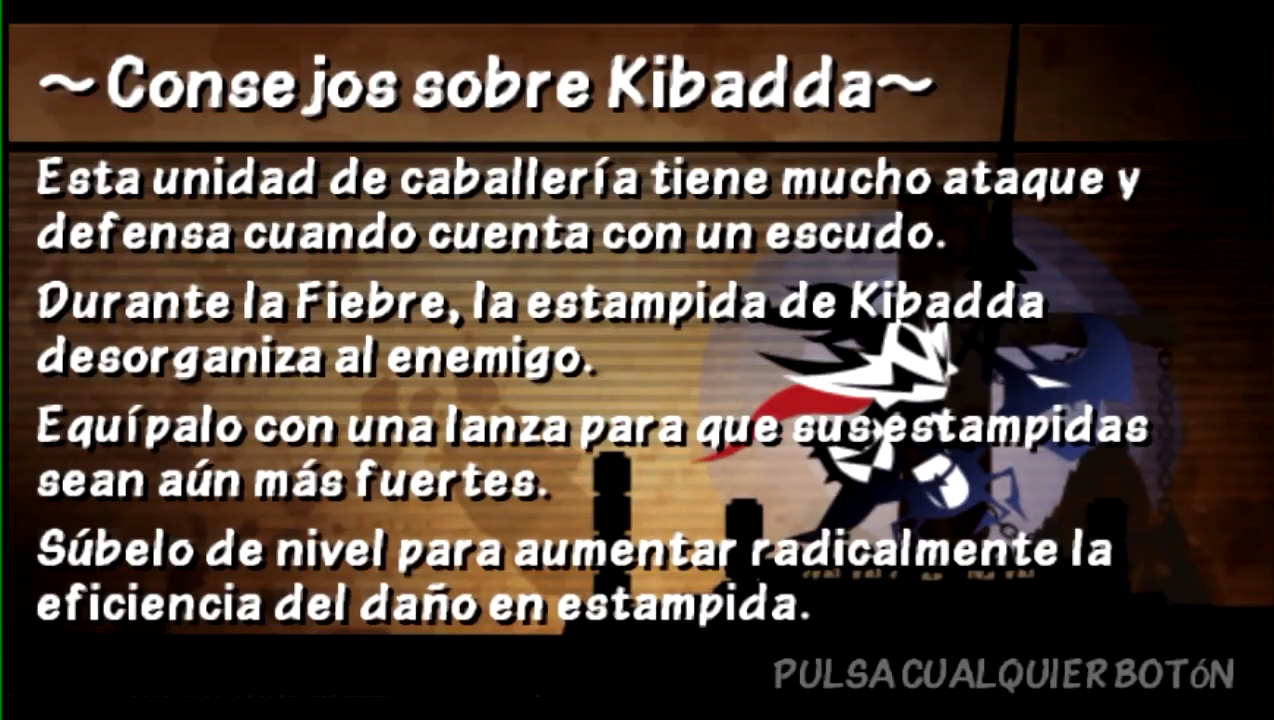 ~Consejos sobre Kibadda~
Esta unidad de caballería tiene mucho ataque y
defensa cuando cuenta con un escudo.
Durante la Fiebre, la estampida de Kibadda
desorganiza al enemigo.
Equípalo con una lanza para que sus estampidas
sean aún más fuertes.
Súbelo de nivel para aumentar radicalmente la
eficiencia del daño en estampida.
PULSA CUALQUIER BOTÓN